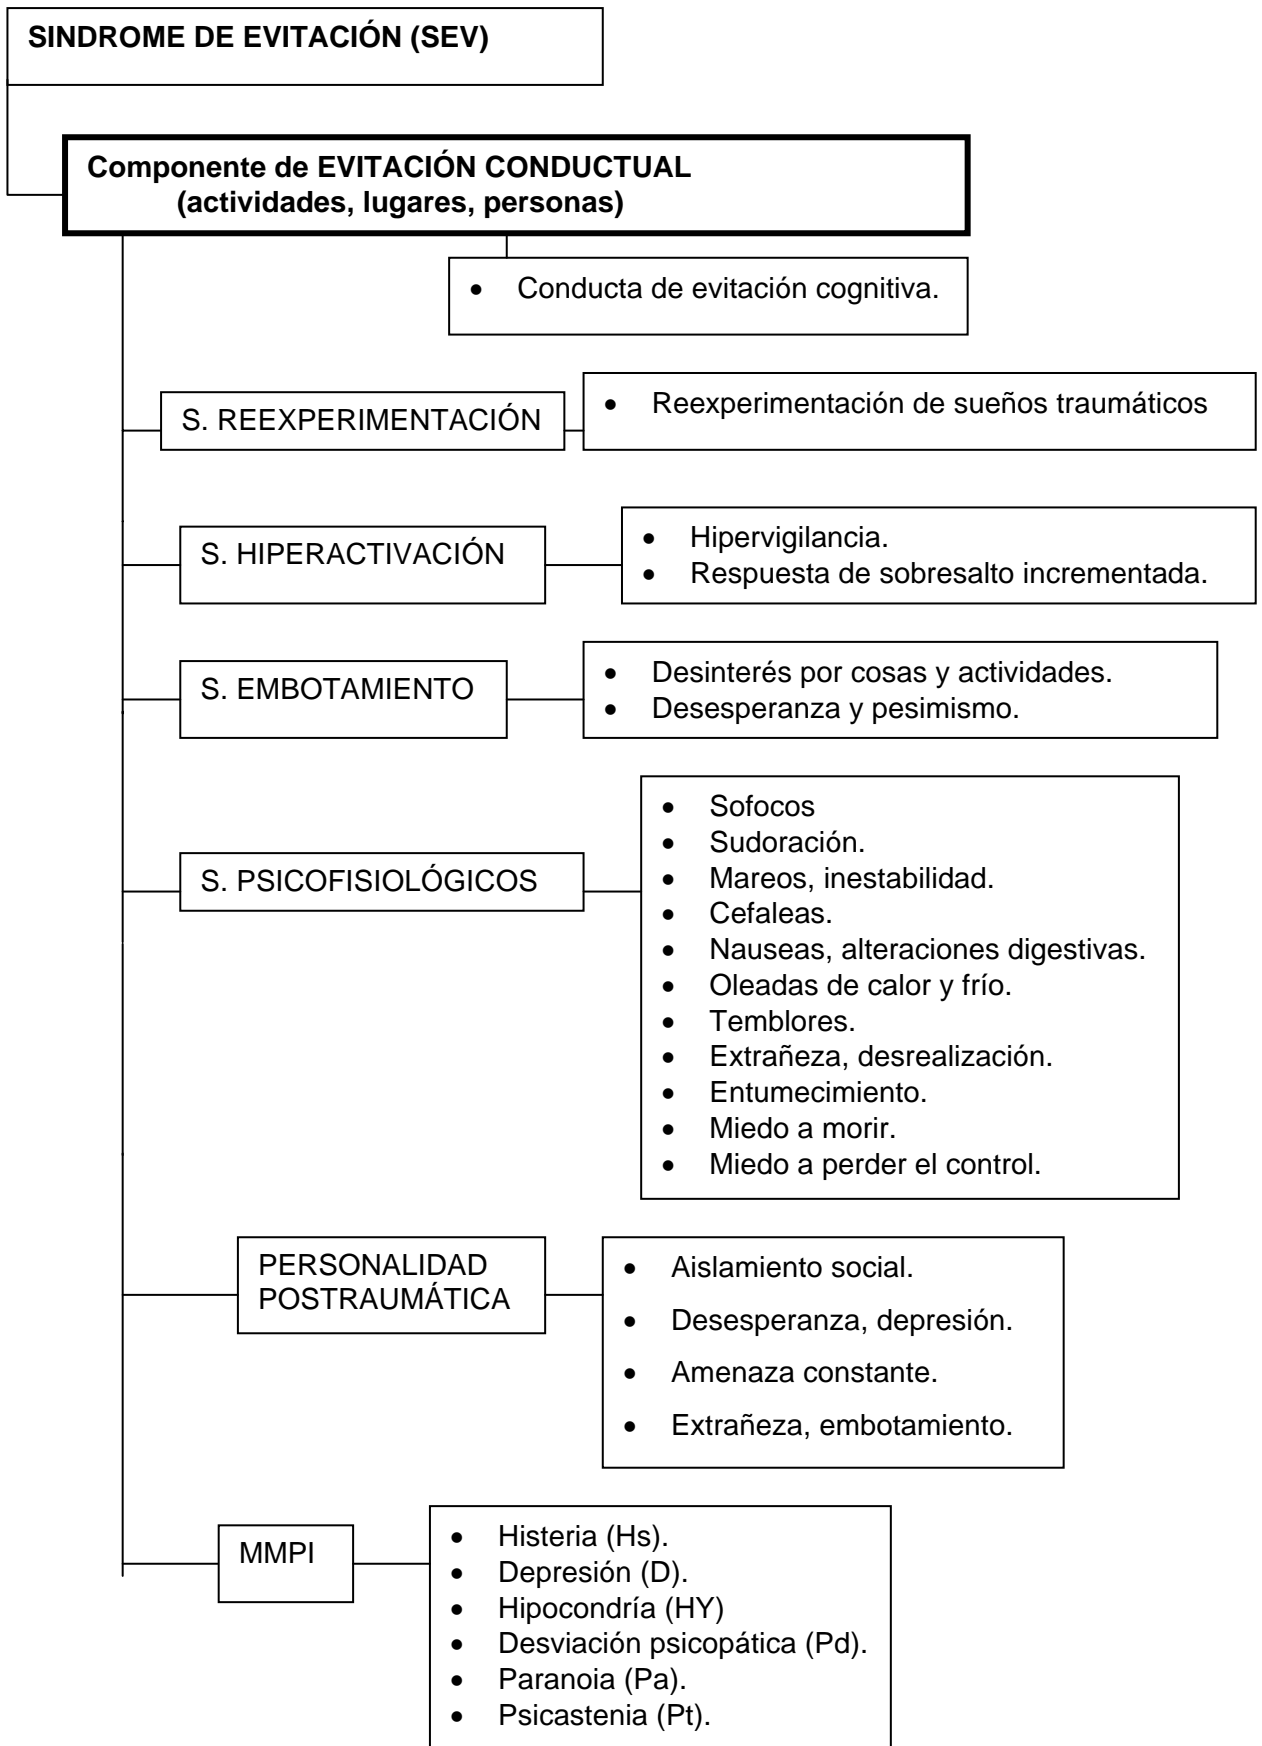 SINDROME DE EVITACIÓN (SEV)
Componente de EVITACIÓN CONDUCTUAL
(actividades, lugares, personas)
• Conducta de evitación cognitiva.
S. REEXPERIMENTACIÓN
• Reexperimentación de sueños traumáticos
S. HIPERACTIVACIÓN
• Hipervigilancia.
• Respuesta de sobresalto incrementada.
S. EMBOTAMIENTO
• Desinterés por cosas y actividades.
• Desesperanza y pesimismo.
S. PSICOFISIOLÓGICOS
• Sofocos
• Sudoración.
• Mareos, inestabilidad.
• Cefaleas.
• Nauseas, alteraciones digestivas.
• Oleadas de calor y frío.
• Temblores.
• Extrañeza, desrealización.
• Entumecimiento.
• Miedo a morir.
• Miedo a perder el control.
PERSONALIDAD
POSTRAUMÁTICA
• Aislamiento social.
• Desesperanza, depresión.
• Amenaza constante.
• Extrañeza, embotamiento.
MMPI
• Histeria (Hs).
• Depresión (D).
• Hipocondría (HY)
• Desviación psicopática (Pd).
• Paranoia (Pa).
• Psicastenia (Pt).